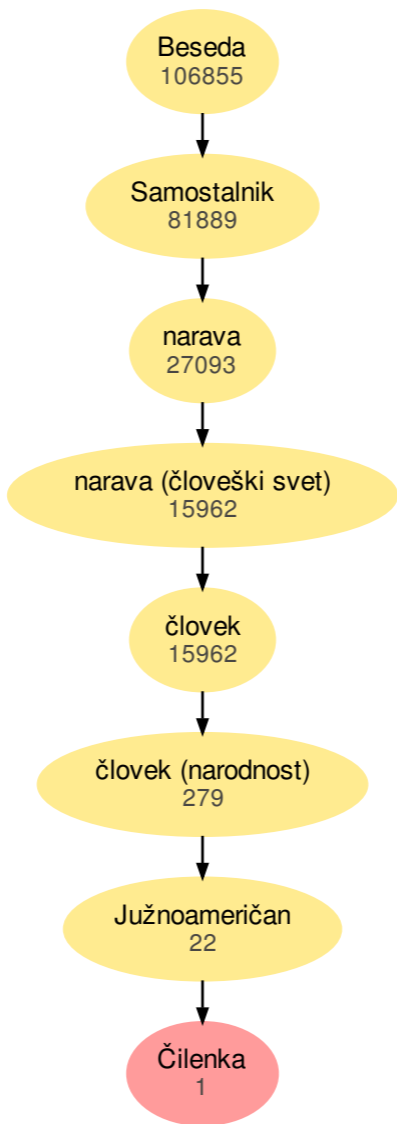 Beseda
106855
Samostalnik
81889
narava
27093
narava (človeški svet)
15962
človek
15962
človek (narodnost)
279
Južnoameričan
22
Čilenka
1